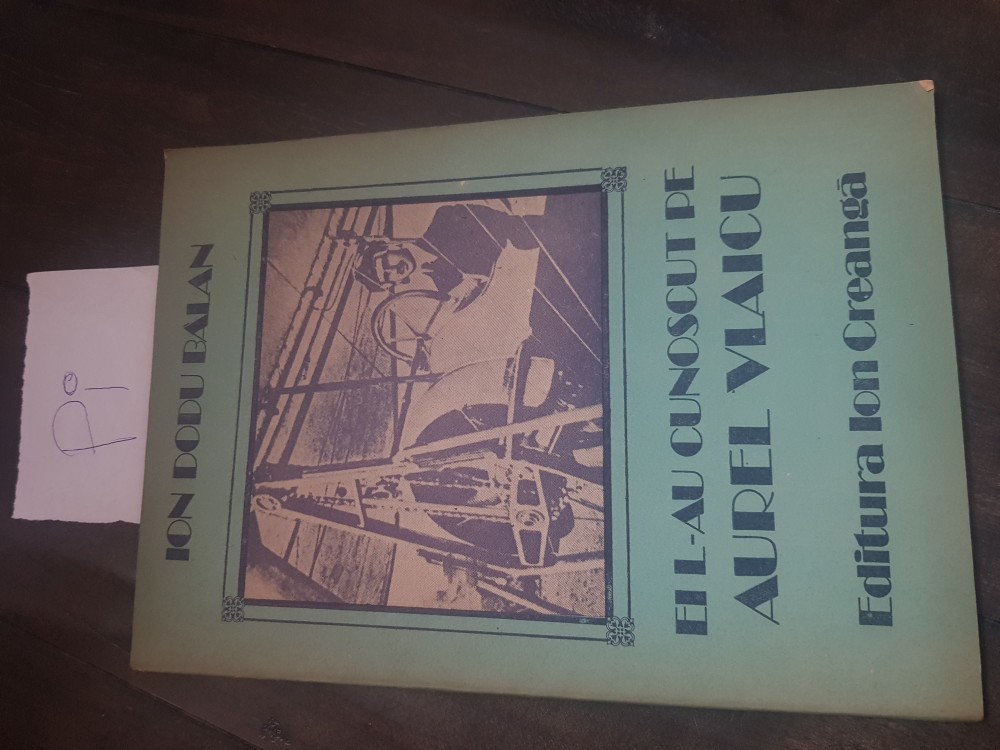 ION DODU BALAN
EI L-AU CUNOSCUT PE
AUREL VLAICU
Editura Ion Creangă